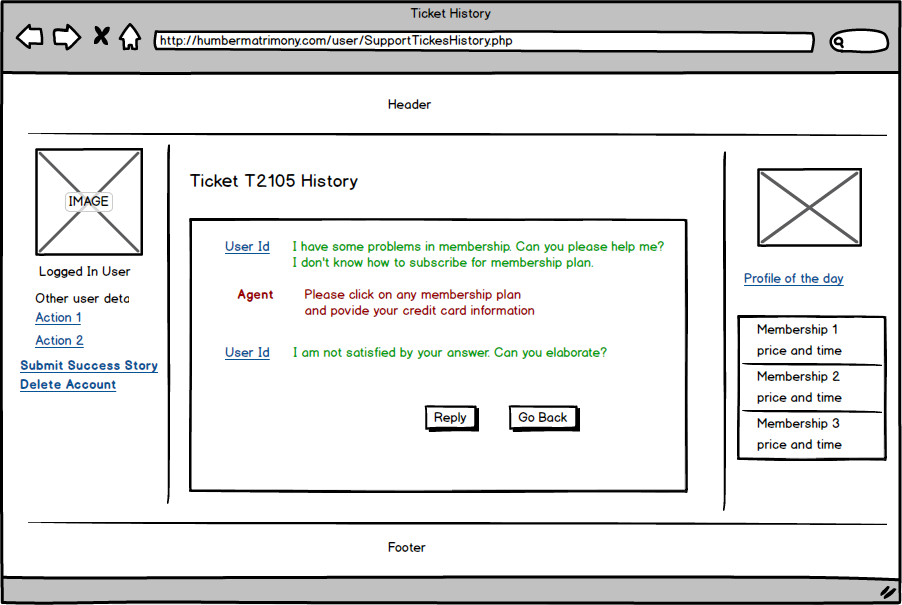 Ticket History
http://humbermatrimony.com/user/SupportTickesHistory.php
Header
IMAGE
Logged In User
Other user deta
Action 1
Action 2
Submit Success Story
Delete Account
Ticket T2105 History
User Id I have some problems in membership. Can you please help me?
I don't know how to subscribe for membership plan.
Agent Please click on any membership plan
and povide your credit card information
User Id I am not satisfied by your answer. Can you elaborate?
Reply Go Back
Profile of the day
Membership 1
price and time
Membership 2
price and time
Membership 3
price and time
Footer